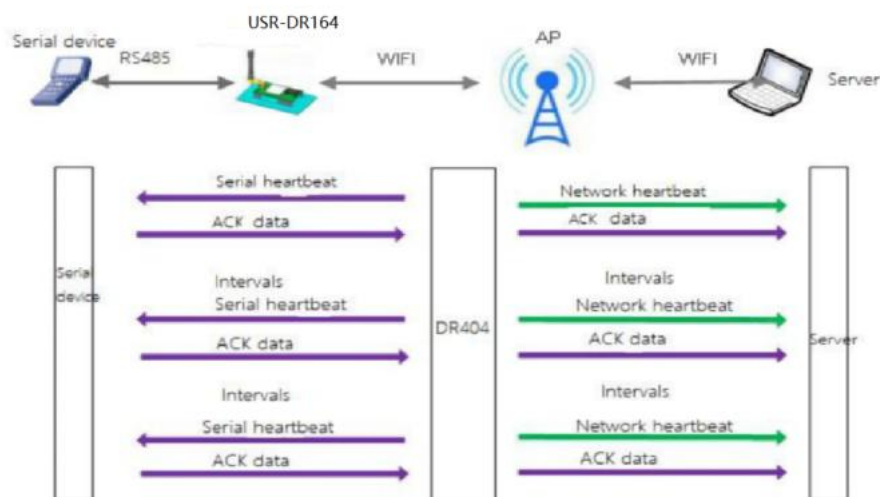 USR-DR164
Serial device
AP
RS485
WIFI
WIFI
Server
Serial heartbeat
Network heartbeat
ACK data
ACK data
Serial
device
Intervals
Intervals
Serial heartbeat
Network heartbeat
DR404
Server
ACK data
ACK data
Intervals
Intervals
Serial heartbeat
Network heartbeat
ACK data
ACK data